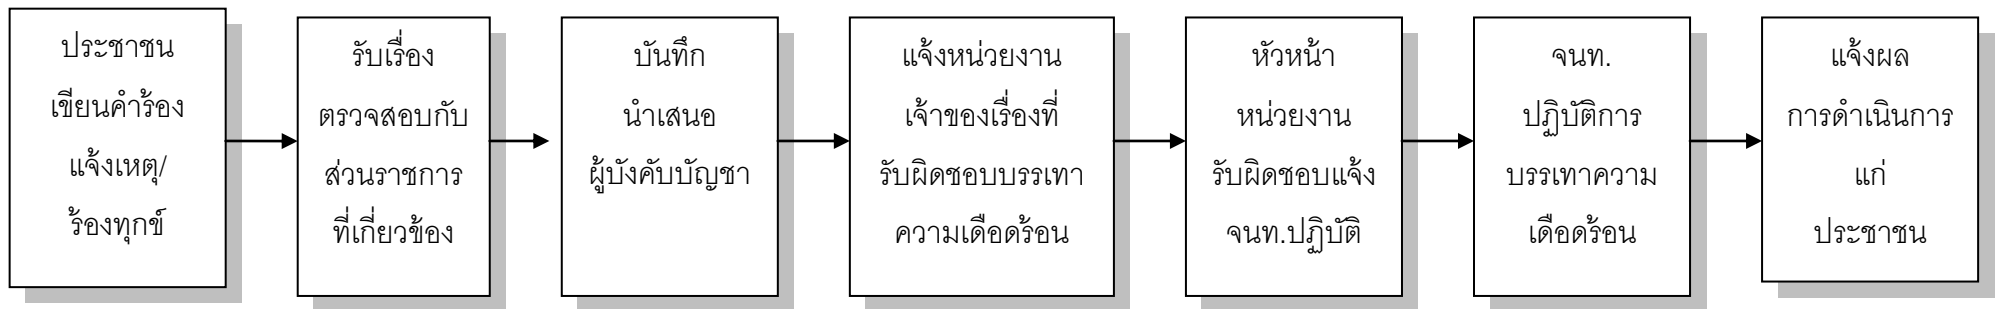 ประชาชน
เขียนคำร้อง
แจ้งเหตุ/
ร้องทุกข์
รับเรื่อง
ตรวจสอบกับ
ส่วนราชการ
ที่เกี่ยวข้อง
บันทึก
นำเสนอ
ผู้บังคับบัญชา
แจ้งหน่วยงาน
เจ้าของเรื่องที่
รับผิดชอบบรรเทา
ความเดือดร้อน
หัวหน้า
หน่วยงาน
รับผิดชอบแจ้ง
จนท.ปฏิบัติ
จนท.
ปฏิบัติการ
บรรเทาความ
เดือดร้อน
แจ้งผล
การดำเนินการ
แก่
ประชาชน